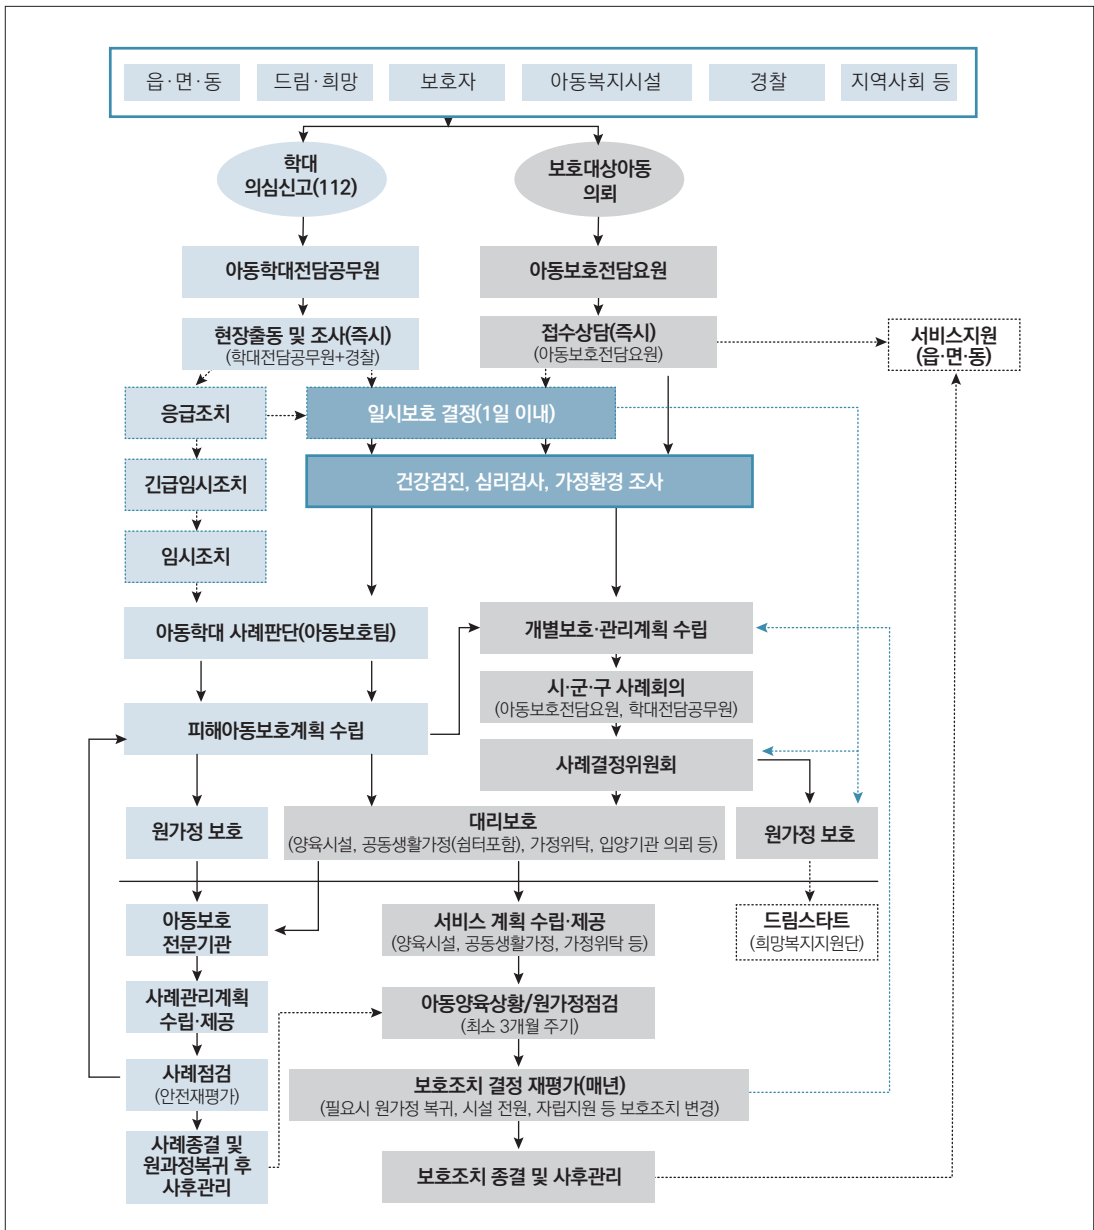 읍·면·동
드림·희망
보호자
아동복지시설
경찰
지역사회 등
학대
의심신고(112)
보호대상아동
의뢰
아동학대전담공무원
아동보호전담요원
현장출동 및 조사(즉시)
(학대전담공무원+경찰)
접수상담(즉시)
(아동보호전담요원)
서비스지원
(읍·면·동)
응급조치
일시보호 결정(1일 이내)
긴급임시조치
건강검진, 심리검사, 가정환경 조사
임시조치
아동학대 사례판단(아동보호팀)
개별보호·관리계획 수립
시·군·구 사례회의
(아동보호전담요원, 학대전담공무원)
피해아동보호계획 수립
사례결정위원회
원가정 보호
대리보호
(양육시설, 공동생활가정(쉼터포함), 가정위탁, 입양기관 의뢰 등)
원가정 보호
아동보호
전문기관
서비스 계획 수립·제공
(양육시설, 공동생활가정, 가정위탁 등)
드림스타트
(희망복지지원단)
사례관리계획
수립·제공
아동양육상황/원가정점검
(최소 3개월 주기)
사례점검
(안전재평가)
보호조치 결정 재평가(매년)
(필요시 원가정 복귀, 시설 전원, 자립지원 등 보호조치 변경)
사례종결 및
원과정복귀 후
사후관리
보호조치 종결 및 사후관리